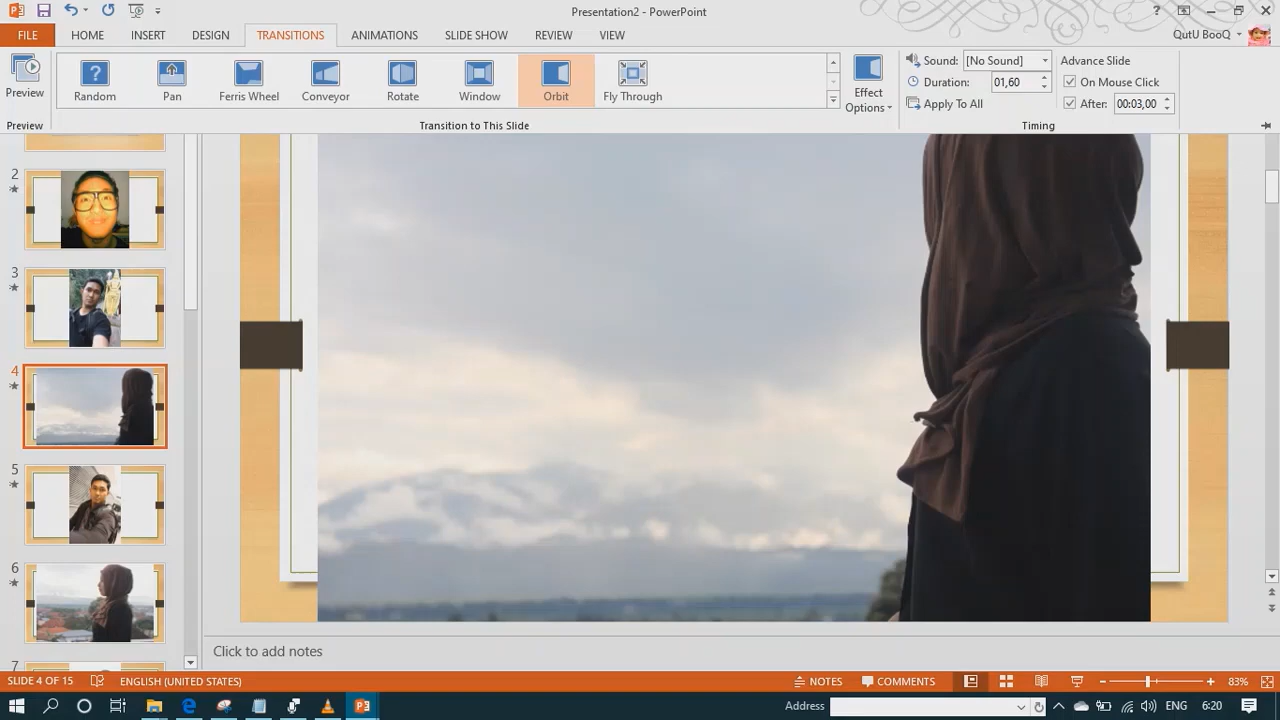 Presentation2 - PowerPoint
?
FILE
HOME
INSERT
DESIGN
TRANSITIONS
ANIMATIONS
SLIDE SHOW
REVIEW
VIEW
QutU BooQ
Preview
Random
Pan
Ferris Wheel
Conveyor
Rotate
Window
Orbit
Fly Through
Effect
Options
Sound: [No Sound]
Duration: 01,60
Apply To All
Advance Slide
On Mouse Click
After: 00:03,00
Preview
Transition to This Slide
Timing
2
3
4
5
6
7
Click to add notes
SLIDE 4 OF 15
ENGLISH (UNITED STATES)
NOTES
COMMENTS
83%
Address
ENG
6:20